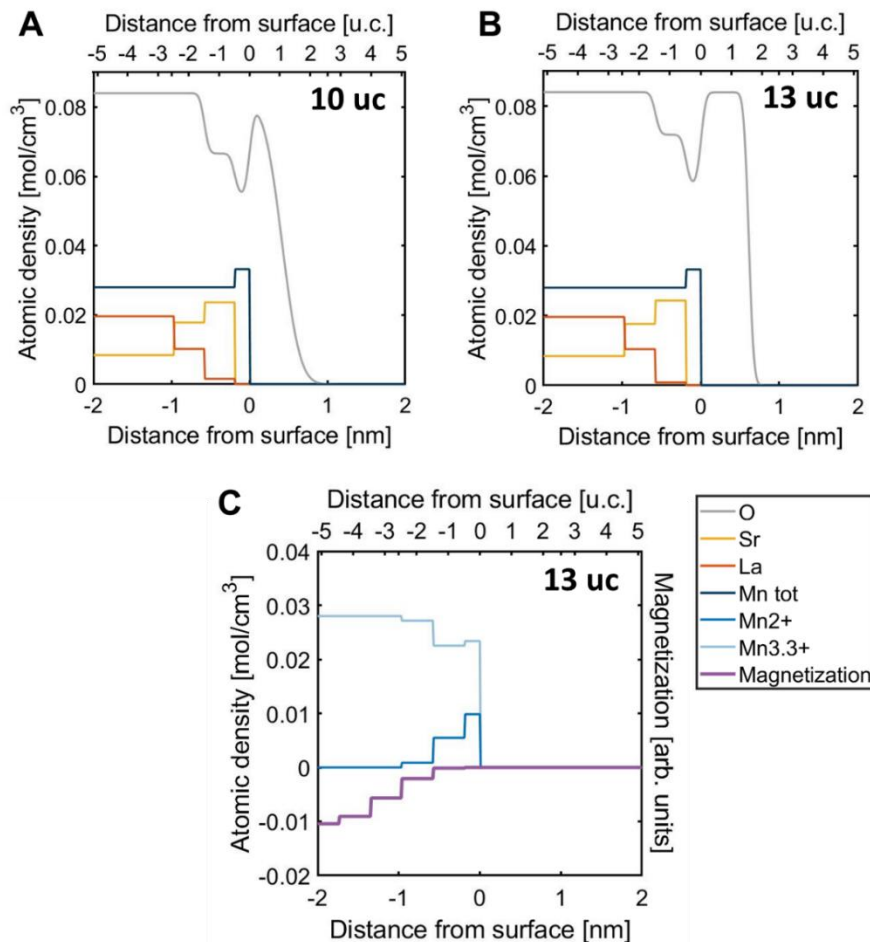 A
Distance from surface [u.c.]
-5 -4 -3 -2 -1 0 1 2 3 4 5
10 uc
Atomic density [mol/cm³]
0.08
0.06
0.04
0.02
0
-2 -1 0 1 2
Distance from surface [nm]
B
Distance from surface [u.c.]
-5 -4 -3 -2 -1 0 1 2 3 4 5
13 uc
Atomic density [mol/cm³]
0.08
0.06
0.04
0.02
0
-2 -1 0 1 2
Distance from surface [nm]
C
Distance from surface [u.c.]
-5 -4 -3 -2 -1 0 1 2 3 4 5
13 uc
Atomic density [mol/cm³]
0.04
0.03
0.02
0.01
0
-0.01
-0.02
Magnetization [arb. units]
-2 -1 0 1 2
Distance from surface [nm]
O
Sr
La
Mn tot
Mn2+
Mn3.3+
Magnetization